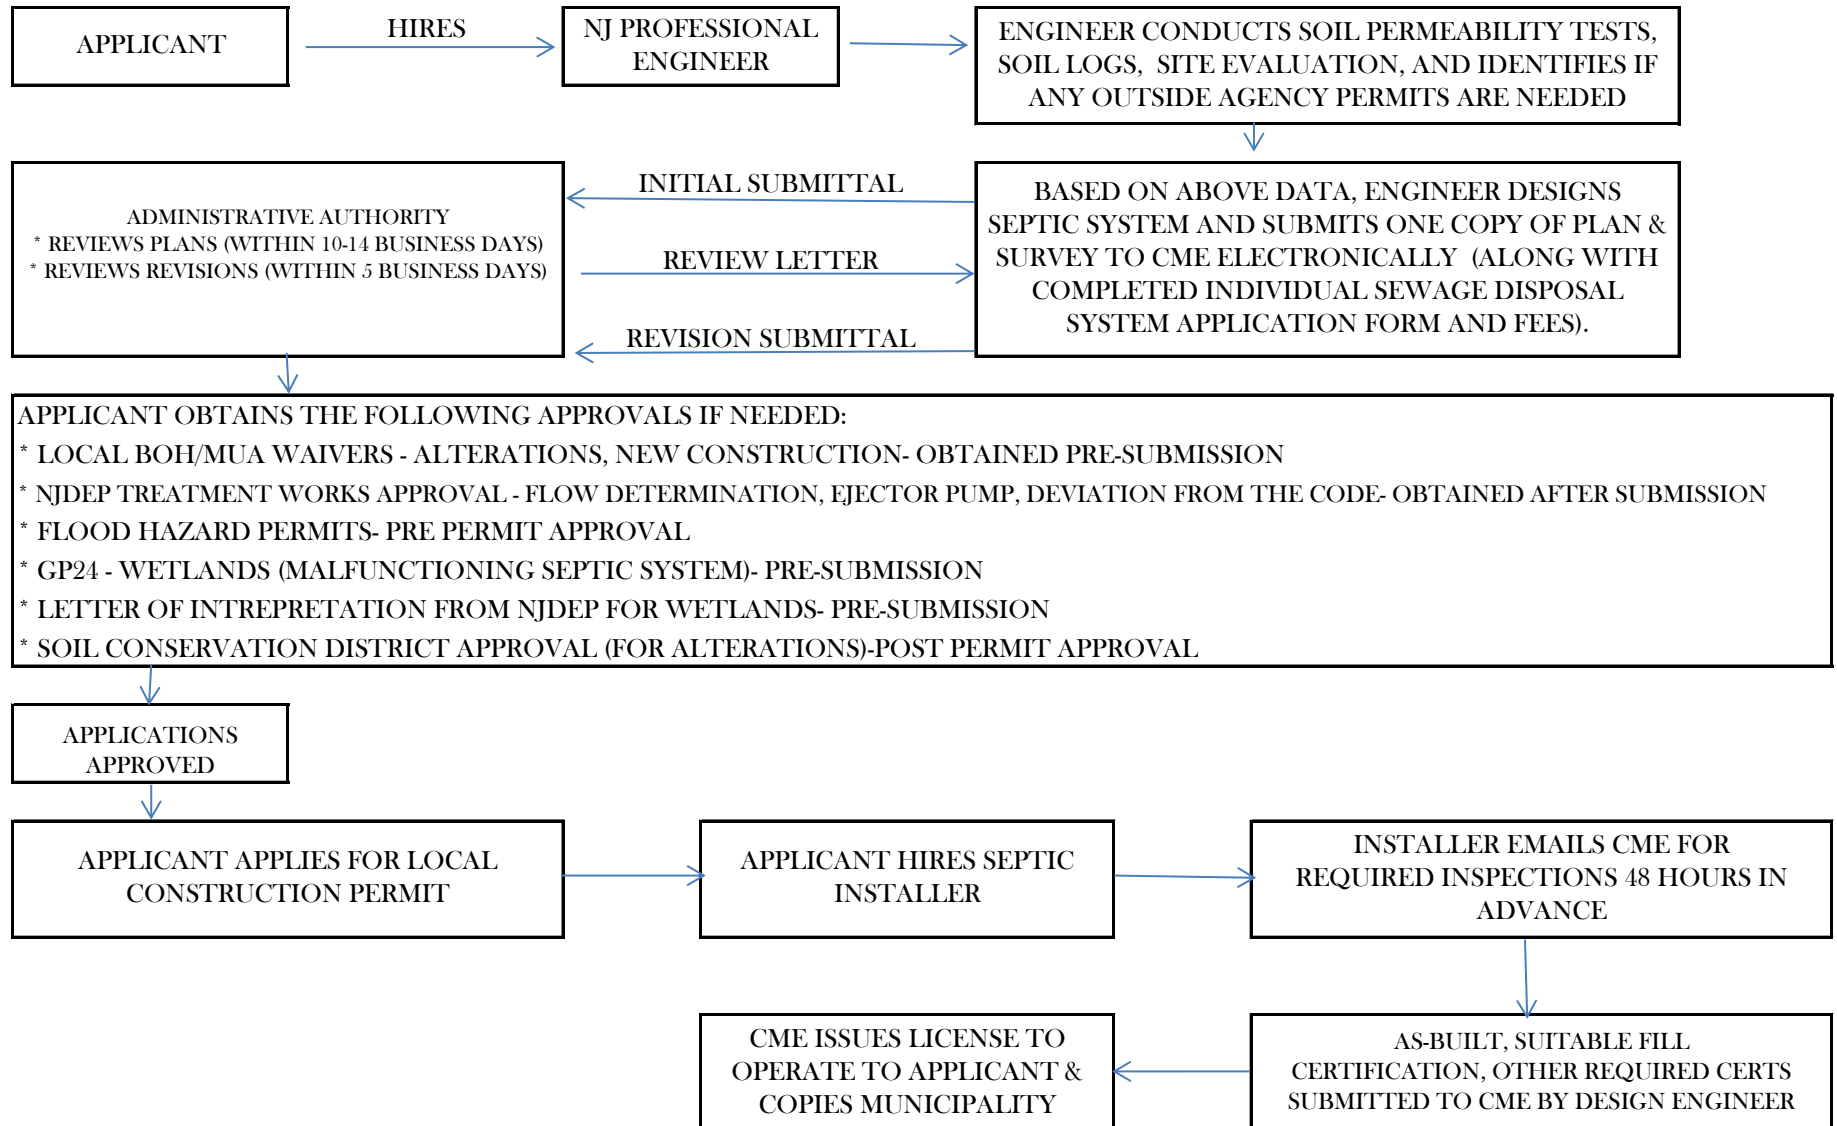 APPLICANT
HIRES
NJ PROFESSIONAL
ENGINEER
ENGINEER CONDUCTS SOIL PERMEABILITY TESTS,
SOIL LOGS, SITE EVALUATION, AND IDENTIFIES IF
ANY OUTSIDE AGENCY PERMITS ARE NEEDED
ADMINISTRATIVE AUTHORITY
* REVIEWS PLANS (WITHIN 10-14 BUSINESS DAYS)
* REVIEWS REVISIONS (WITHIN 5 BUSINESS DAYS)
INITIAL SUBMITTAL
REVIEW LETTER
REVISION SUBMITTAL
BASED ON ABOVE DATA, ENGINEER DESIGNS
SEPTIC SYSTEM AND SUBMITS ONE COPY OF PLAN &
SURVEY TO CME ELECTRONICALLY (ALONG WITH
COMPLETED INDIVIDUAL SEWAGE DISPOSAL
SYSTEM APPLICATION FORM AND FEES).
APPLICANT OBTAINS THE FOLLOWING APPROVALS IF NEEDED:
* LOCAL BOH/MUA WAIVERS - ALTERATIONS, NEW CONSTRUCTION- OBTAINED PRE-SUBMISSION
* NJDEP TREATMENT WORKS APPROVAL - FLOW DETERMINATION, EJECTOR PUMP, DEVIATION FROM THE CODE- OBTAINED AFTER SUBMISSION
* FLOOD HAZARD PERMITS- PRE PERMIT APPROVAL
* GP24 - WETLANDS (MALFUNCTIONING SEPTIC SYSTEM)- PRE-SUBMISSION
* LETTER OF INTREPRETATION FROM NJDEP FOR WETLANDS- PRE-SUBMISSION
* SOIL CONSERVATION DISTRICT APPROVAL (FOR ALTERATIONS)-POST PERMIT APPROVAL
APPLICATIONS
APPROVED
APPLICANT APPLIES FOR LOCAL
CONSTRUCTION PERMIT
APPLICANT HIRES SEPTIC
INSTALLER
INSTALLER EMAILS CME FOR
REQUIRED INSPECTIONS 48 HOURS IN
ADVANCE
CME ISSUES LICENSE TO
OPERATE TO APPLICANT &
COPIES MUNICIPALITY
AS-BUILT, SUITABLE FILL
CERTIFICATION, OTHER REQUIRED CERTS
SUBMITTED TO CME BY DESIGN ENGINEER